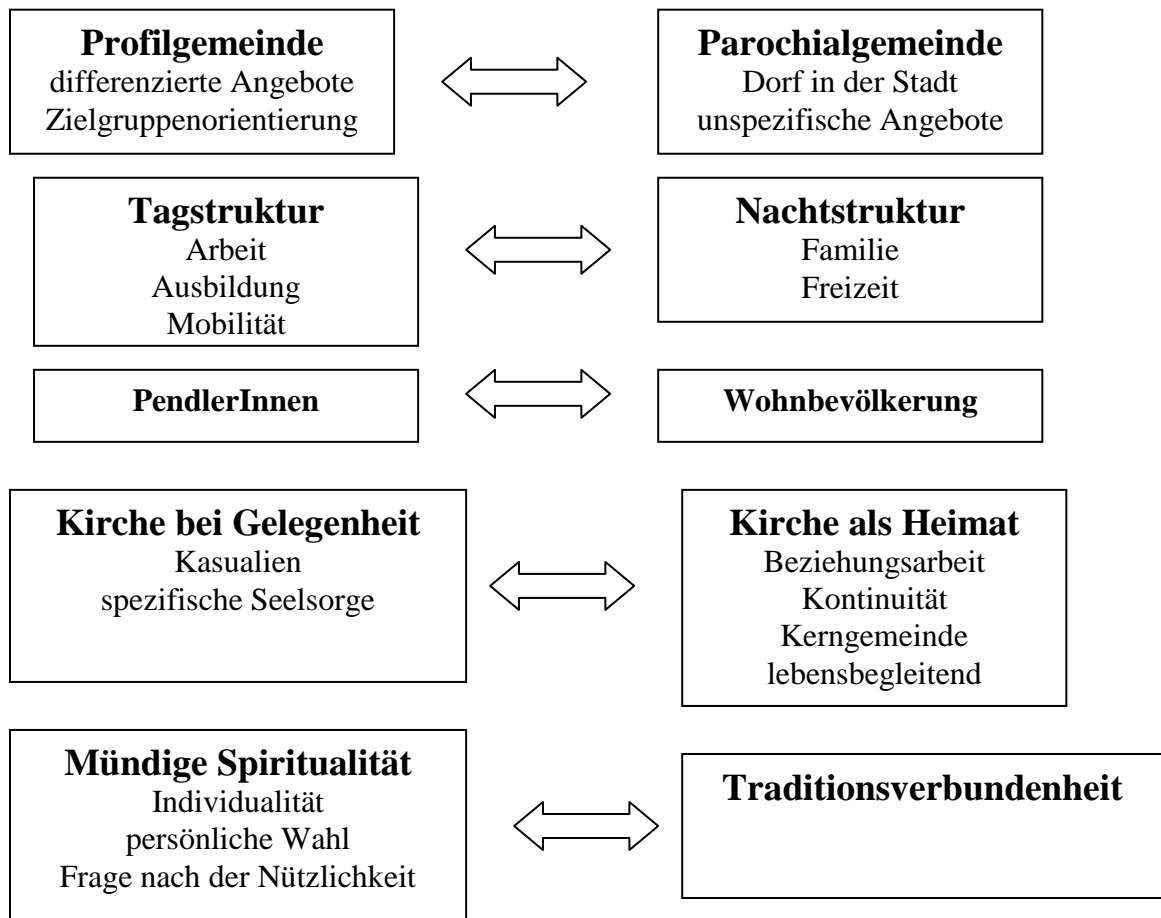 Profilgemeinde
differenzierte Angebote
Zielgruppenorientierung
Parochialgemeinde
Dorf in der Stadt
unspezifische Angebote
Tagstruktur
Arbeit
Ausbildung
Mobilität
Nachtstruktur
Familie
Freizeit
PendlerInnen
Wohnbevölkerung
Kirche bei Gelegenheit
Kasualien
spezifische Seelsorge
Kirche als Heimat
Beziehungsarbeit
Kontinuität
Kerngemeinde
lebensbegleitend
Mündige Spiritualität
Individualität
persönliche Wahl
Frage nach der Nützlichkeit
Traditionsverbundenheit